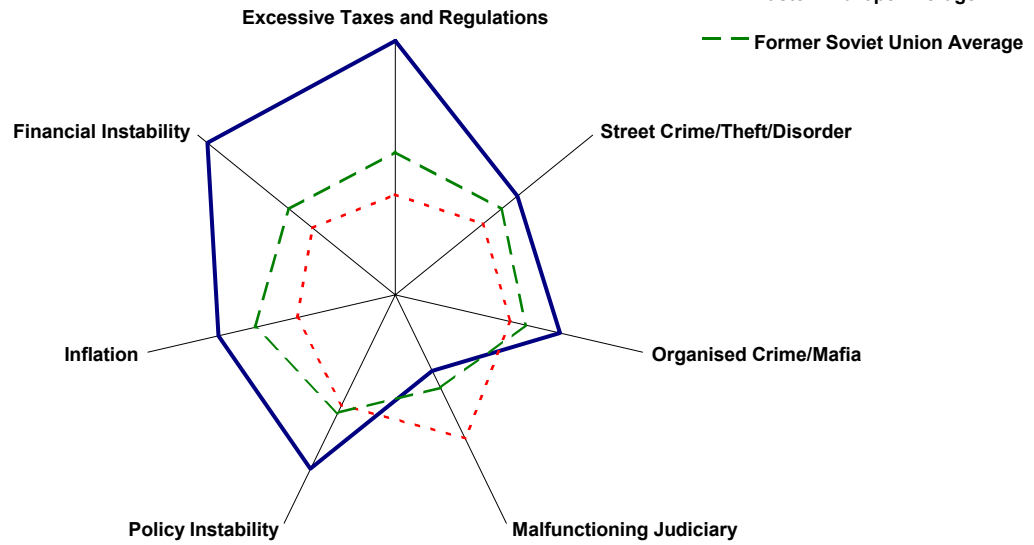 Excessive Taxes and Regulations
Former Soviet Union Average
Financial Instability
Street Crime/Theft/Disorder
Inflation
Organised Crime/Mafia
Policy Instability
Malfunctioning Judiciary